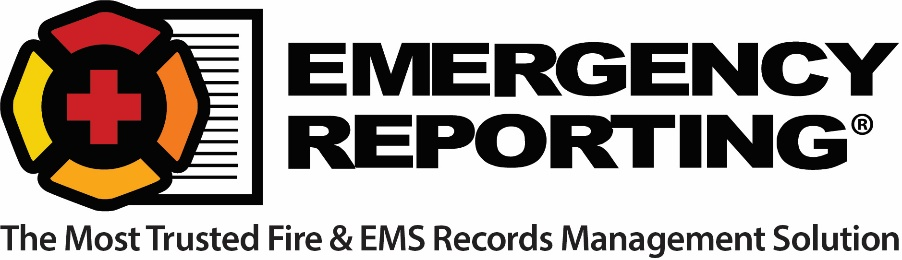 EMERGENCY
REPORTING®
The Most Trusted Fire & EMS Records Management Solution